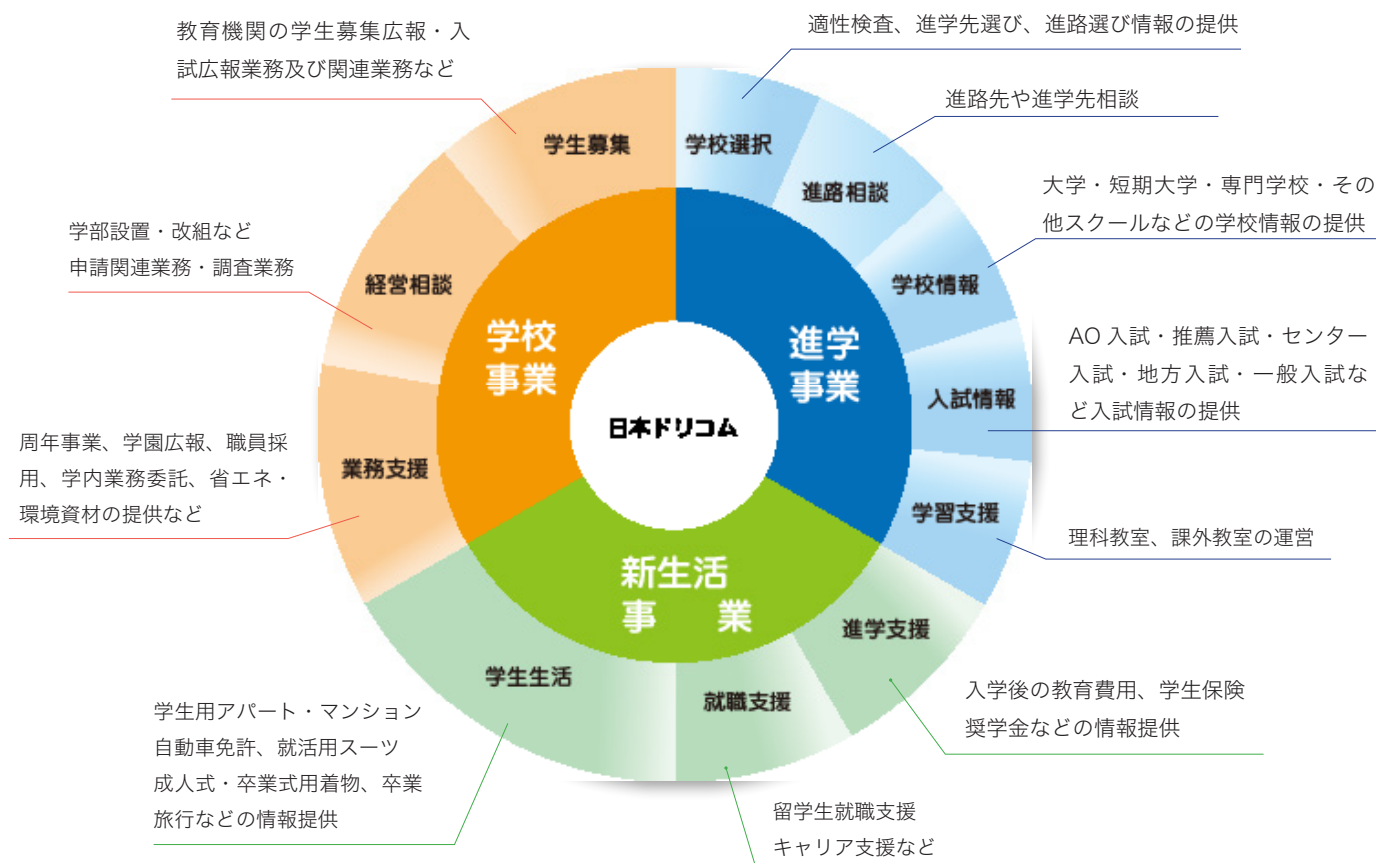 教育機関の学生募集広報・入
試広報業務及び関連業務など
適性検査、進学先選び、進路選び情報の提供
進路先や進学先相談
学生募集
学校選択
進路相談
大学・短期大学・専門学校・その
他スクールなどの学校情報の提供
学部設置・改組など
申請関連業務・調査業務
経営相談
学校情報
学校
事業
進学
事業
AO 入試・推薦入試・センター
入試・地方入試・一般入試な
ど入試情報の提供
入試情報
日本ドリコム
周年事業、学園広報、職員採
用、学内業務委託、省エネ・
環境資材の提供など
業務支援
学習支援
理科教室、課外教室の運営
新生活
事 業
進学支援
学生生活
就職支援
入学後の教育費用、学生保険
奨学金などの情報提供
学生用アパート・マンション
自動車免許、就活用スーツ
成人式・卒業式用着物、卒業
旅行などの情報提供
留学生就職支援
キャリア支援など